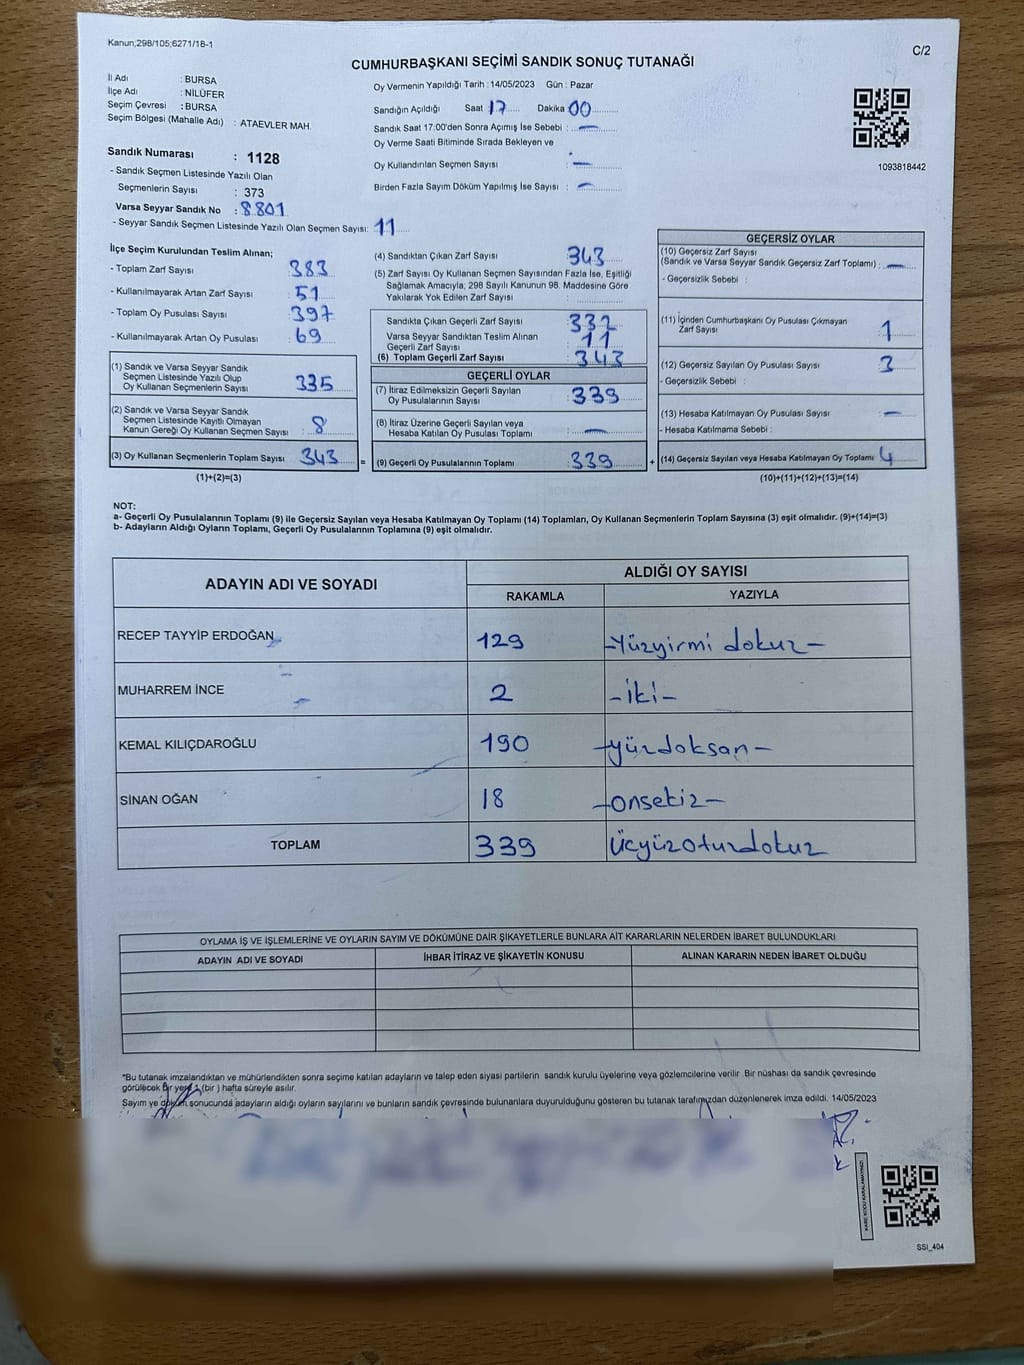 Kanun;298/105;6271/18-1
C/2
CUMHURBAŞKANI SEÇİMİ SANDIK SONUÇ TUTANAĞI
İl Adı : BURSA
İlçe Adı : NİLÜFER
Seçim Çevresi : BURSA
Seçim Bölgesi (Mahalle Adı) : ATAEVLER MAH.
Sandık Numarası : 1128
- Sandık Seçmen Listesinde Yazılı Olan
Seçmenlerin Sayısı : 373
Varsa Seyyar Sandık No : 8801
- Seyyar Sandık Seçmen Listesinde Yazılı Olan Seçmen Sayısı: 11
Oy Vermenin Yapıldığı Tarih : 14/05/2023 Gün : Pazar
Sandığın Açıldığı Saat 17 Dakika 00
Sandık Saat 17:00'den Sonra Açımış İse Sebebi : —
Oy Verme Saati Bitiminde Sırada Bekleyen ve
Oy Kullandırılan Seçmen Sayısı : —
Birden Fazla Sayım Döküm Yapılmış İse Sayısı : —
1093818442
İlçe Seçim Kurulundan Teslim Alınan;
- Toplam Zarf Sayısı : 383
- Kullanılmayarak Artan Zarf Sayısı : 51
- Toplam Oy Pusulası Sayısı : 397
- Kullanılmayarak Artan Oy Pusulası : 69
(1) Sandık ve Varsa Seyyar Sandık
Seçmen Listesinde Yazılı Olup
Oy Kullanan Seçmenlerin Sayısı : 335
(2) Sandık ve Varsa Seyyar Sandık
Seçmen Listesinde Kayıtlı Olmayan
Kanun Gereği Oy Kullanan Seçmen Sayısı : 8
(3) Oy Kullanan Seçmenlerin Toplam Sayısı : 343
(1)+(2)=(3)
(4) Sandıktan Çıkan Zarf Sayısı : 343
(5) Zarf Sayısı Oy Kullanan Seçmen Sayısından Fazla İse, Eşitliği
Sağlamak Amacıyla; 298 Sayılı Kanunun 98. Maddesine Göre
Yakılarak Yok Edilen Zarf Sayısı :
Sandıkta Çıkan Geçerli Zarf Sayısı : 332
Varsa Seyyar Sandıktan Teslim Alınan
Geçerli Zarf Sayısı : 11
(6) Toplam Geçerli Zarf Sayısı : 343
GEÇERLİ OYLAR
(7) İtiraz Edilmeksizin Geçerli Sayılan
Oy Pusulalarının Sayısı : 339
(8) İtiraz Üzerine Geçerli Sayılan veya
Hesaba Katılan Oy Pusulası Toplamı : —
= (9) Geçerli Oy Pusulalarının Toplamı : 339
GEÇERSİZ OYLAR
(10) Geçersiz Zarf Sayısı
(Sandık ve Varsa Seyyar Sandık Geçersiz Zarf Toplamı) : —
- Geçersizlik Sebebi :
(11) İçinden Cumhurbaşkanı Oy Pusulası Çıkmayan
Zarf Sayısı : 1
(12) Geçersiz Sayılan Oy Pusulası Sayısı : 3
- Geçersizlik Sebebi :
(13) Hesaba Katılmayan Oy Pusulası Sayısı : —
- Hesaba Katılmama Sebebi :
+ (14) Geçersiz Sayılan veya Hesaba Katılmayan Oy Toplamı : 4
(10)+(11)+(12)+(13)=(14)
NOT:
a- Geçerli Oy Pusulalarının Toplamı (9) ile Geçersiz Sayılan veya Hesaba Katılmayan Oy Toplamı (14) Toplamları, Oy Kullanan Seçmenlerin Toplam Sayısına (3) eşit olmalıdır. (9)+(14)=(3)
b- Adayların Aldığı Oyların Toplamı, Geçerli Oy Pusulalarının Toplamına (9) eşit olmalıdır.
ADAYIN ADI VE SOYADI
ALDIĞI OY SAYISI
RAKAMLA YAZIYLA
RECEP TAYYİP ERDOĞAN 129 -Yüzyirmi dokuz-
MUHARREM İNCE 2 -iki-
KEMAL KILIÇDAROĞLU 190 -yüzdoksan-
SİNAN OĞAN 18 -onsekiz-
TOPLAM 339 Üçyüzotuzdokuz
OYLAMA İŞ VE İŞLEMLERİNE VE OYLARIN SAYIM VE DÖKÜMÜNE DAİR ŞİKAYETLERLE BUNLARA AİT KARARLARIN NELERDEN İBARET BULUNDUKLARI
ADAYIN ADI VE SOYADI İHBAR İTİRAZ VE ŞİKAYETİN KONUSU ALINAN KARARIN NEDEN İBARET OLDUĞU
*Bu tutanak imzalandıktan ve mühürlendikten sonra seçime katılan adayların ve talep eden siyasi partilerin sandık kurulu üyelerine veya gözlemcilerine verilir .Bir nüshası da sandık çevresinde
görülecek bir yere 1 (bir ) hafta süreyle asılır.
Sayım ve döküm sonucunda adayların aldığı oyların sayılarını ve bunların sandık çevresinde bulunanlara duyurulduğunu gösteren bu tutanak tarafımızdan düzenlenerek imza edildi. 14/05/2023
KARE KODU KARALAMAYINIZ!
SSI_404